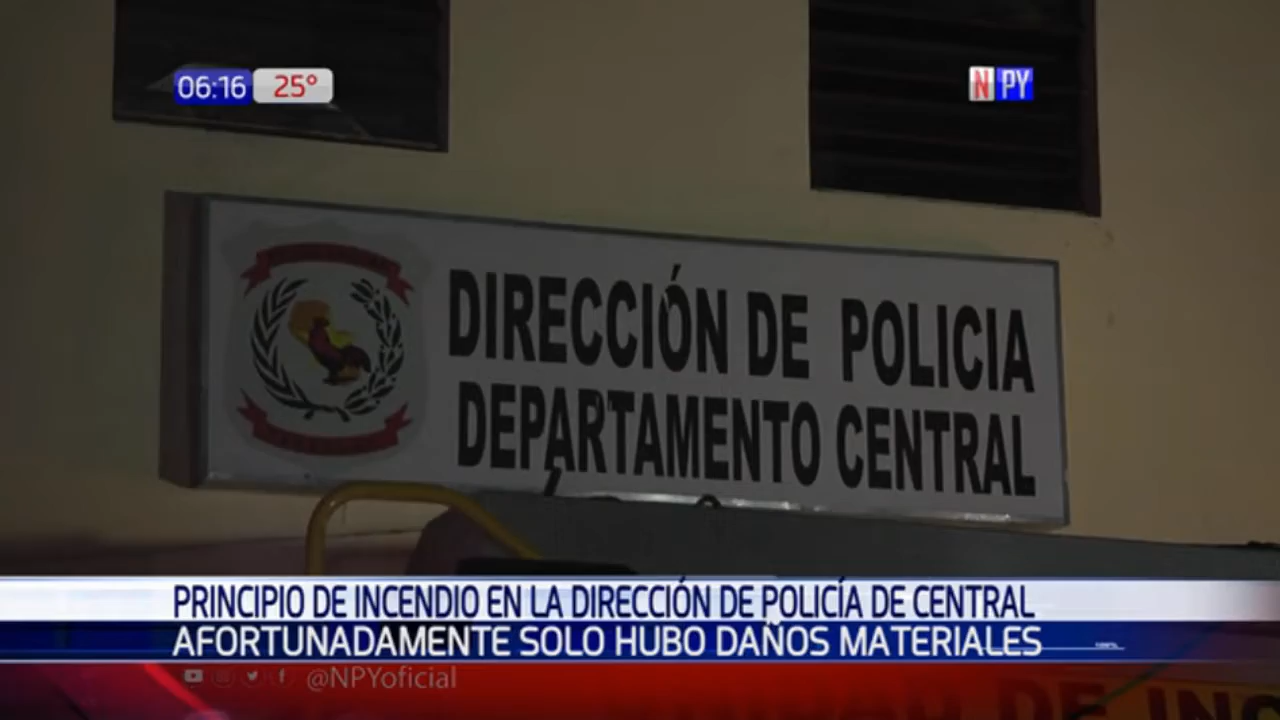 06:16 25°
NPY
DIRECCIÓN DE POLICIA
DEPARTAMENTO CENTRAL
PRINCIPIO DE INCENDIO EN LA DIRECCIÓN DE POLICÍA DE CENTRAL
AFORTUNADAMENTE SOLO HUBO DAÑOS MATERIALES
@NPYoficial